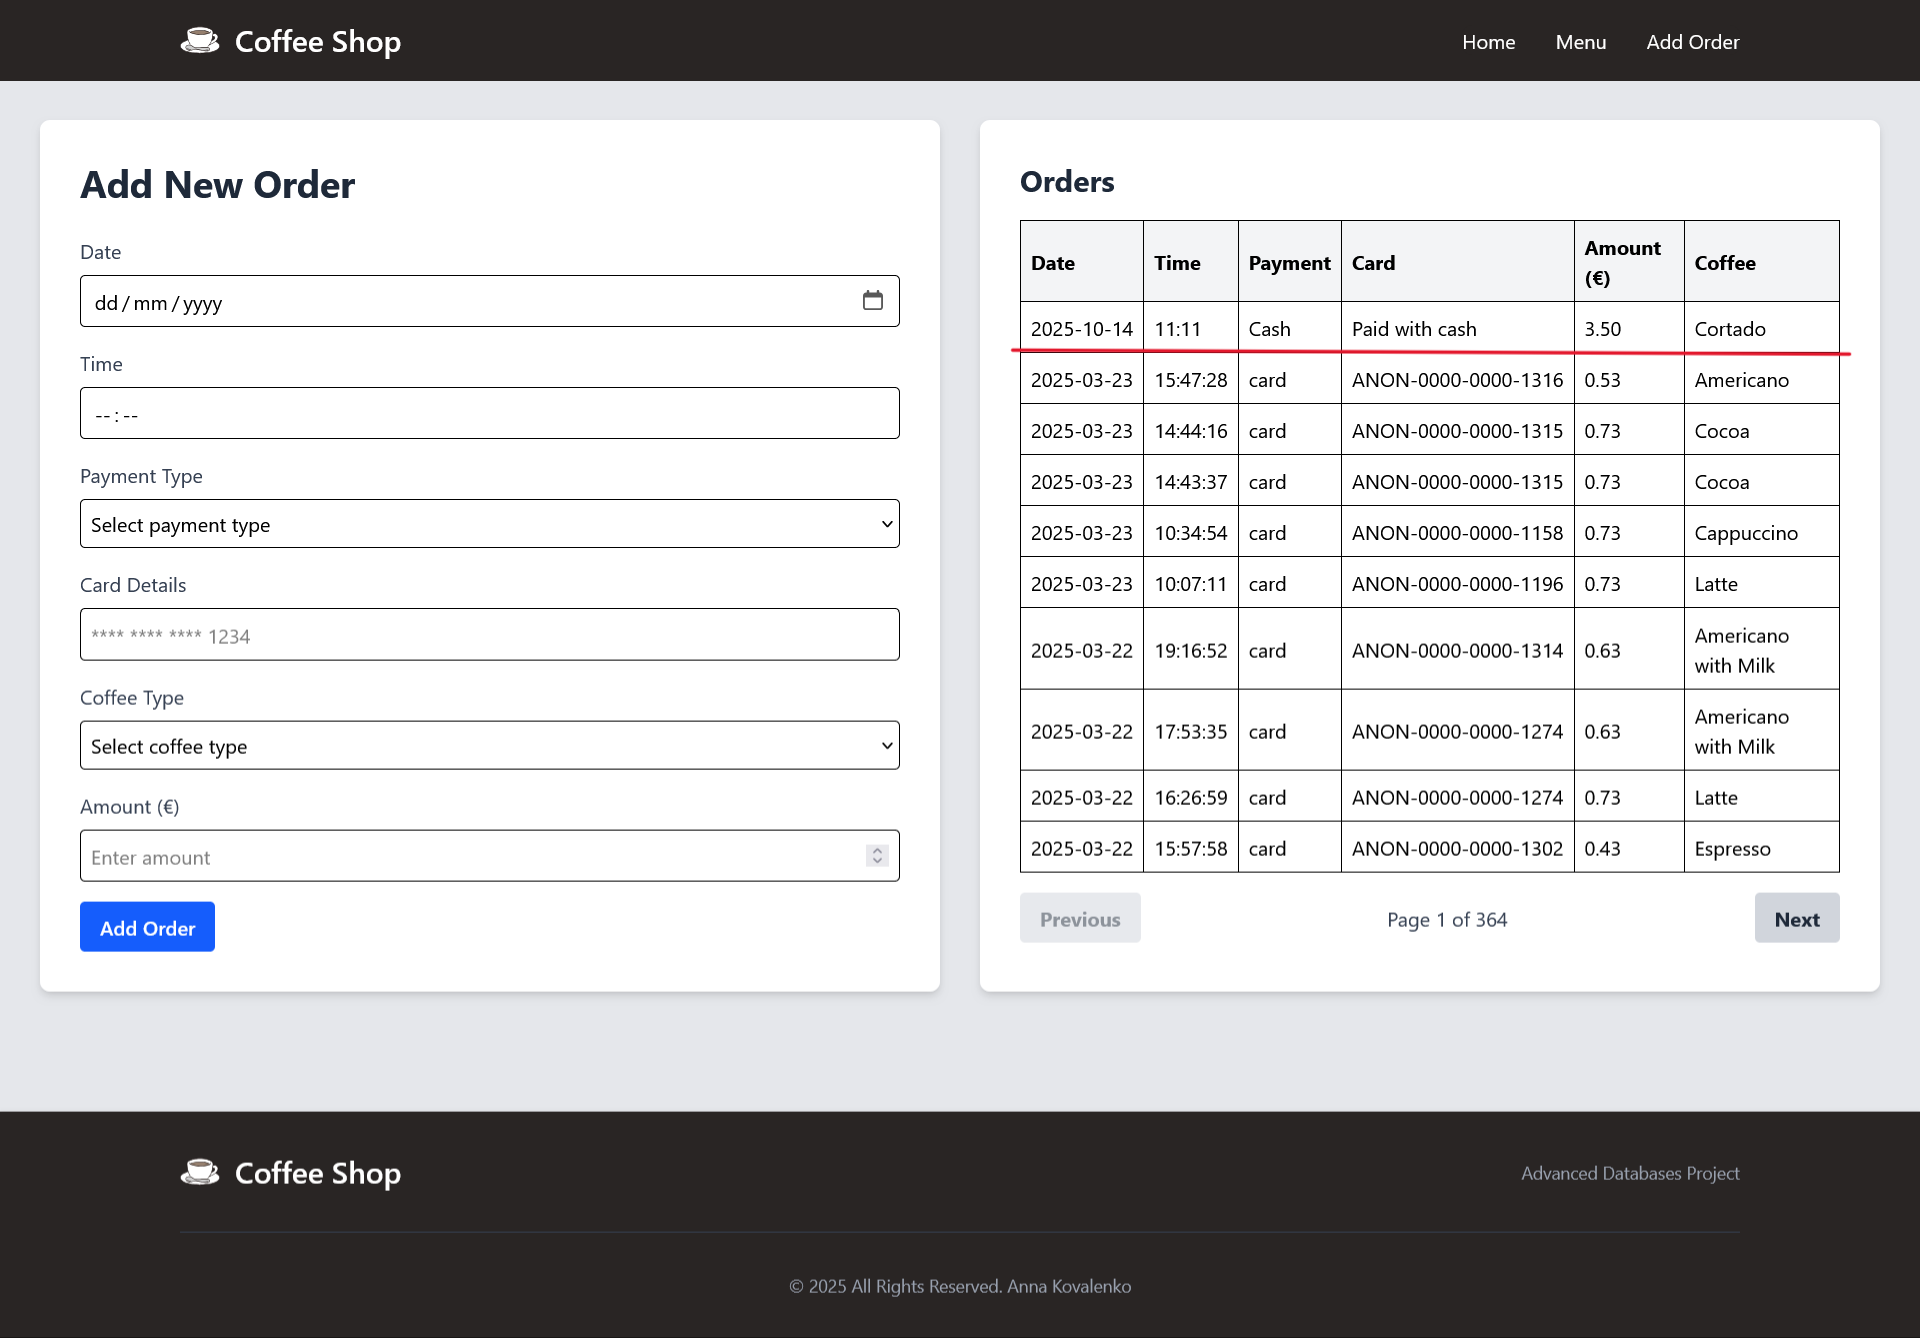 Coffee Shop
Home Menu Add Order
Add New Order
Date
dd/mm/yyyy
Time
--:--
Payment Type
Select payment type
Card Details
**** **** **** 1234
Coffee Type
Select coffee type
Amount (€)
Enter amount
Add Order
Orders
Date Time Payment Card Amount (€) Coffee
2025-10-14 11:11 Cash Paid with cash 3.50 Cortado
2025-03-23 15:47:28 card ANON-0000-0000-1316 0.53 Americano
2025-03-23 14:44:16 card ANON-0000-0000-1315 0.73 Cocoa
2025-03-23 14:43:37 card ANON-0000-0000-1315 0.73 Cocoa
2025-03-23 10:34:54 card ANON-0000-0000-1158 0.73 Cappuccino
2025-03-23 10:07:11 card ANON-0000-0000-1196 0.73 Latte
2025-03-22 19:16:52 card ANON-0000-0000-1314 0.63 Americano with Milk
2025-03-22 17:53:35 card ANON-0000-0000-1274 0.63 Americano with Milk
2025-03-22 16:26:59 card ANON-0000-0000-1274 0.73 Latte
2025-03-22 15:57:58 card ANON-0000-0000-1302 0.43 Espresso
Previous Page 1 of 364 Next
Coffee Shop
Advanced Databases Project
© 2025 All Rights Reserved. Anna Kovalenko